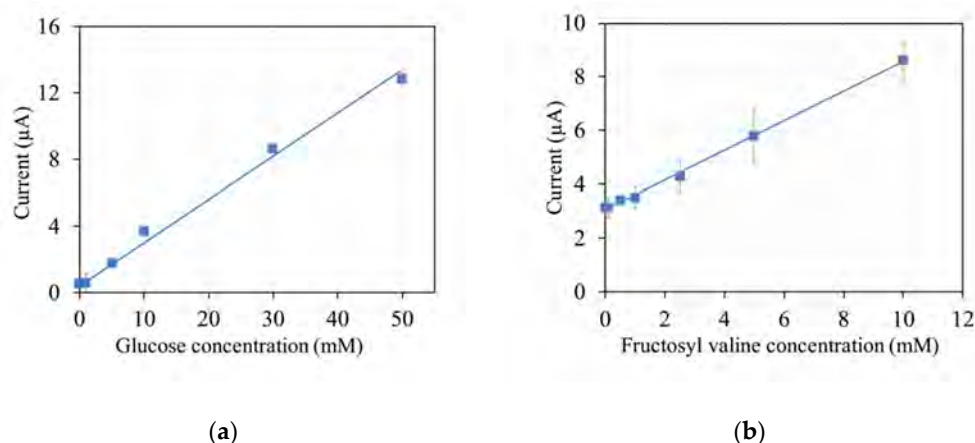 16
12
8
4
0
Current (µA)
0 10 20 30 40 50
Glucose concentration (mM)
(a)
10
8
6
4
2
0
Current (µA)
0 2 4 6 8 10 12
Fructosyl valine concentration (mM)
(b)